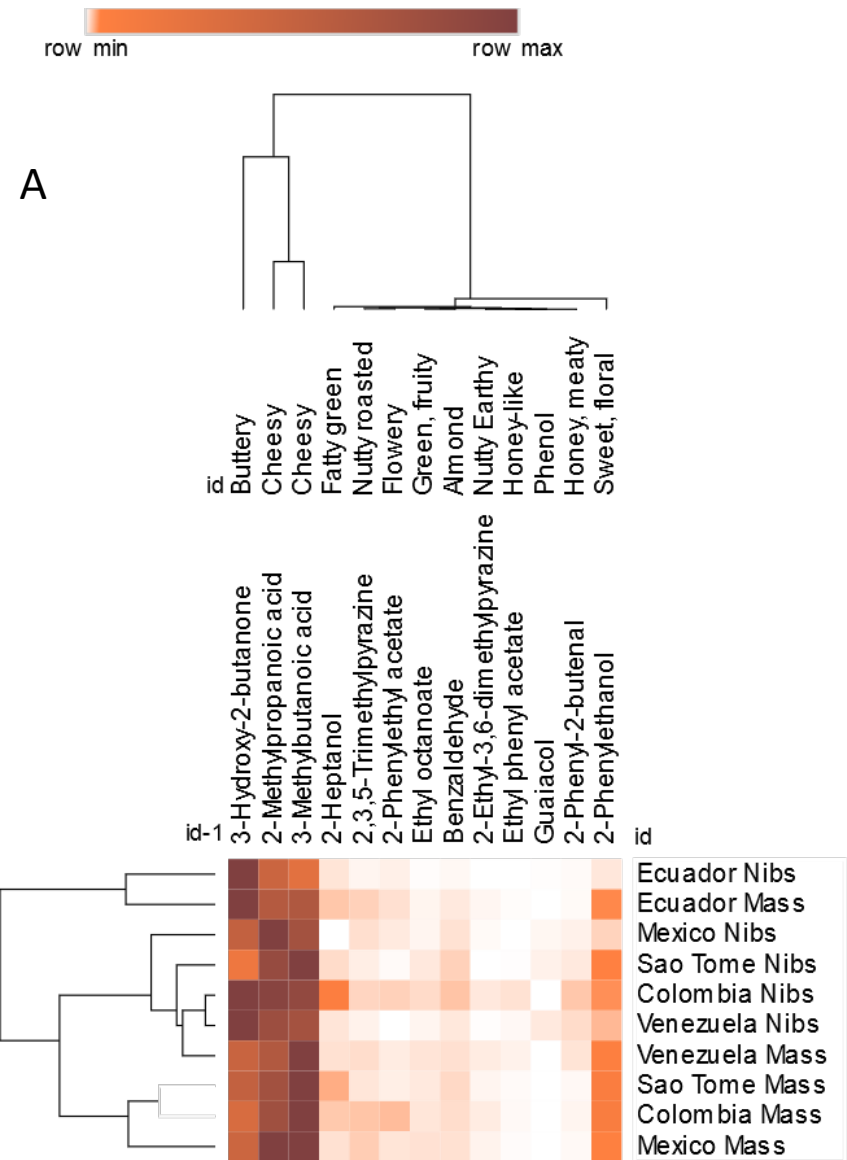 row min
row max
A
id
Buttery
Cheesy
Cheesy
Fatty green
Nutty roasted
Flowery
Green, fruity
Almond
Nutty Earthy
Honey-like
Phenol
Honey, meaty
Sweet, floral
id-1
3-Hydroxy-2-butanone
2-Methylpropanoic acid
3-Methylbutanoic acid
2-Heptanol
2,3,5-Trimethylpyrazine
2-Phenylethyl acetate
Ethyl octanoate
Benzaldehyde
2-Ethyl-3,6-dimethylpyrazine
Ethyl phenyl acetate
Guaiacol
2-Phenyl-2-butenal
2-Phenylethanol
id
Ecuador Nibs
Ecuador Mass
Mexico Nibs
Sao Tome Nibs
Colombia Nibs
Venezuela Nibs
Venezuela Mass
Sao Tome Mass
Colombia Mass
Mexico Mass